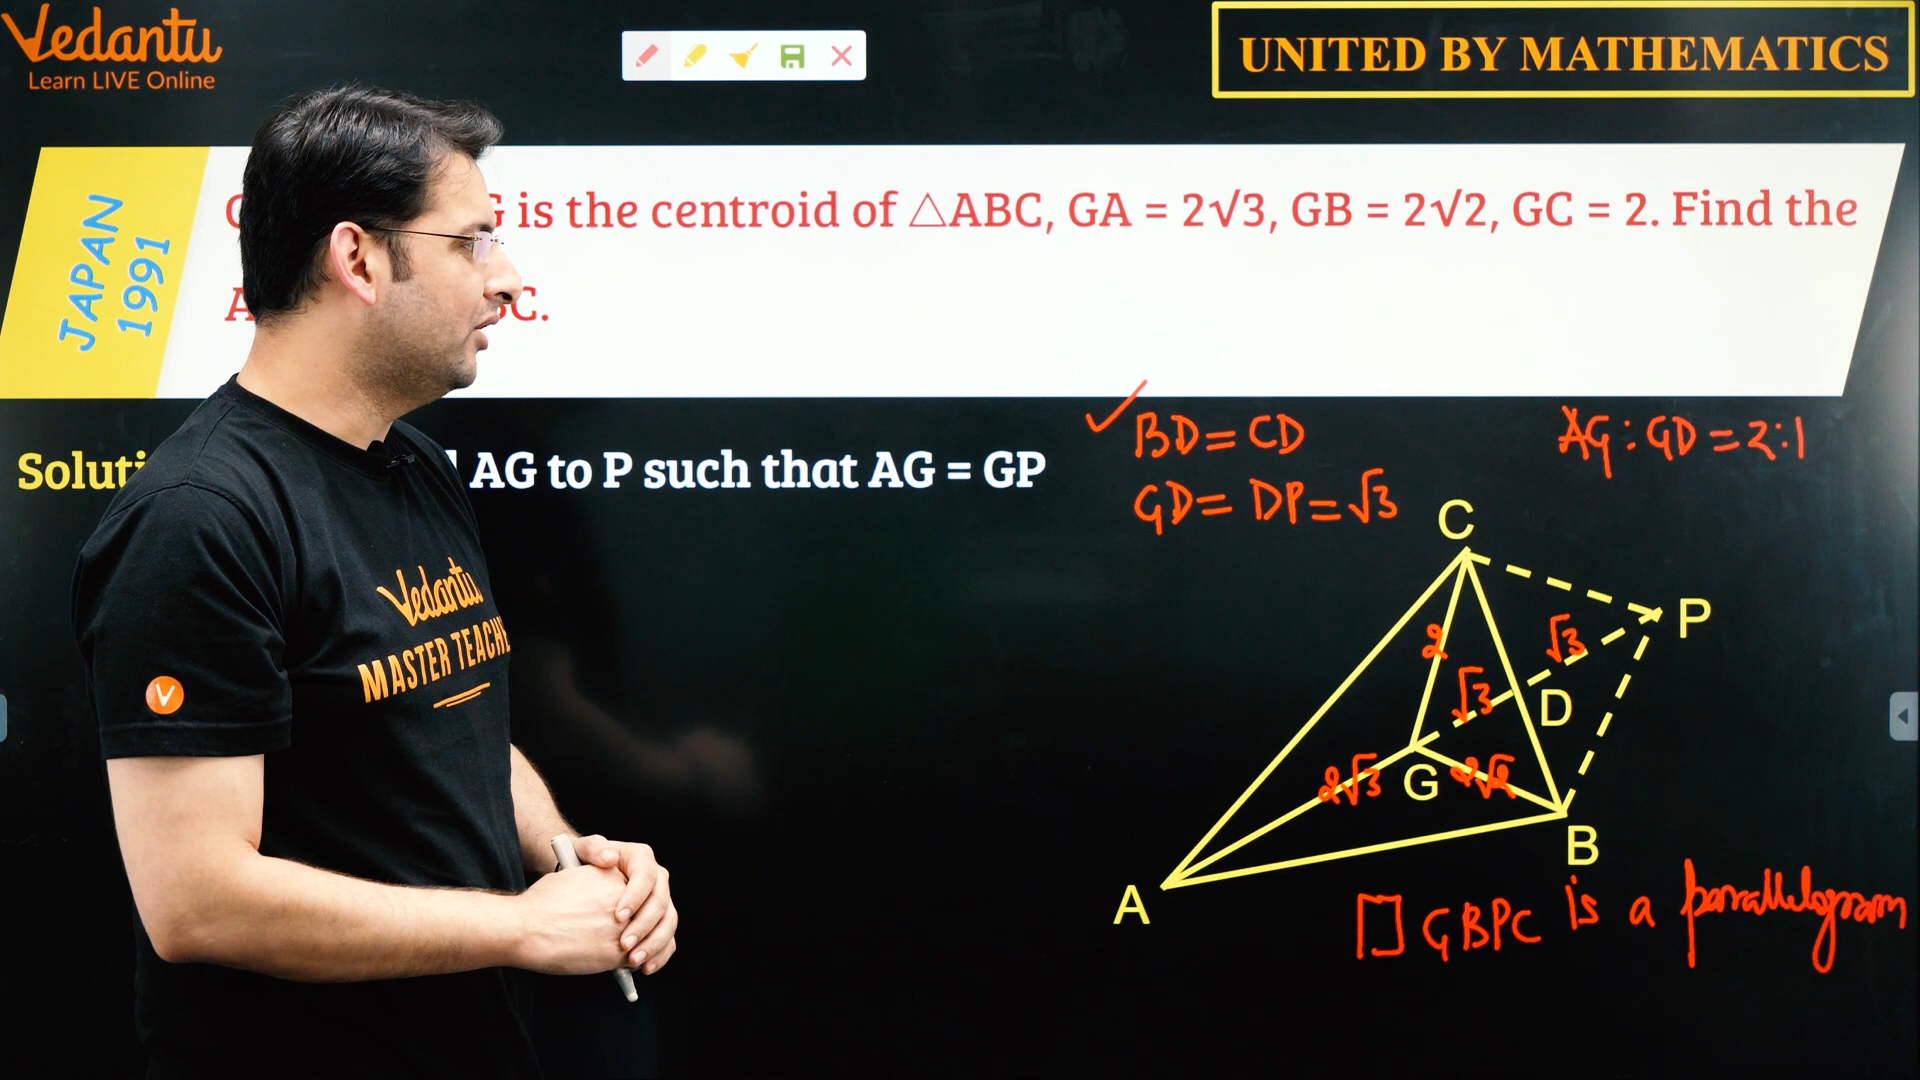 Vedantu
Learn LIVE Online
UNITED BY MATHEMATICS
JAPAN
1991
G is the centroid of △ABC, GA = 2√3, GB = 2√2, GC = 2. Find the
BC.
AG to P such that AG = GP
BD = CD
AG : GD = 2:1
GD = DP = √3
C
P
2
√3
√3
D
2√3
G
2√2
B
A
▯ GBPC is a parallelogram
Vedantu
MASTER
V